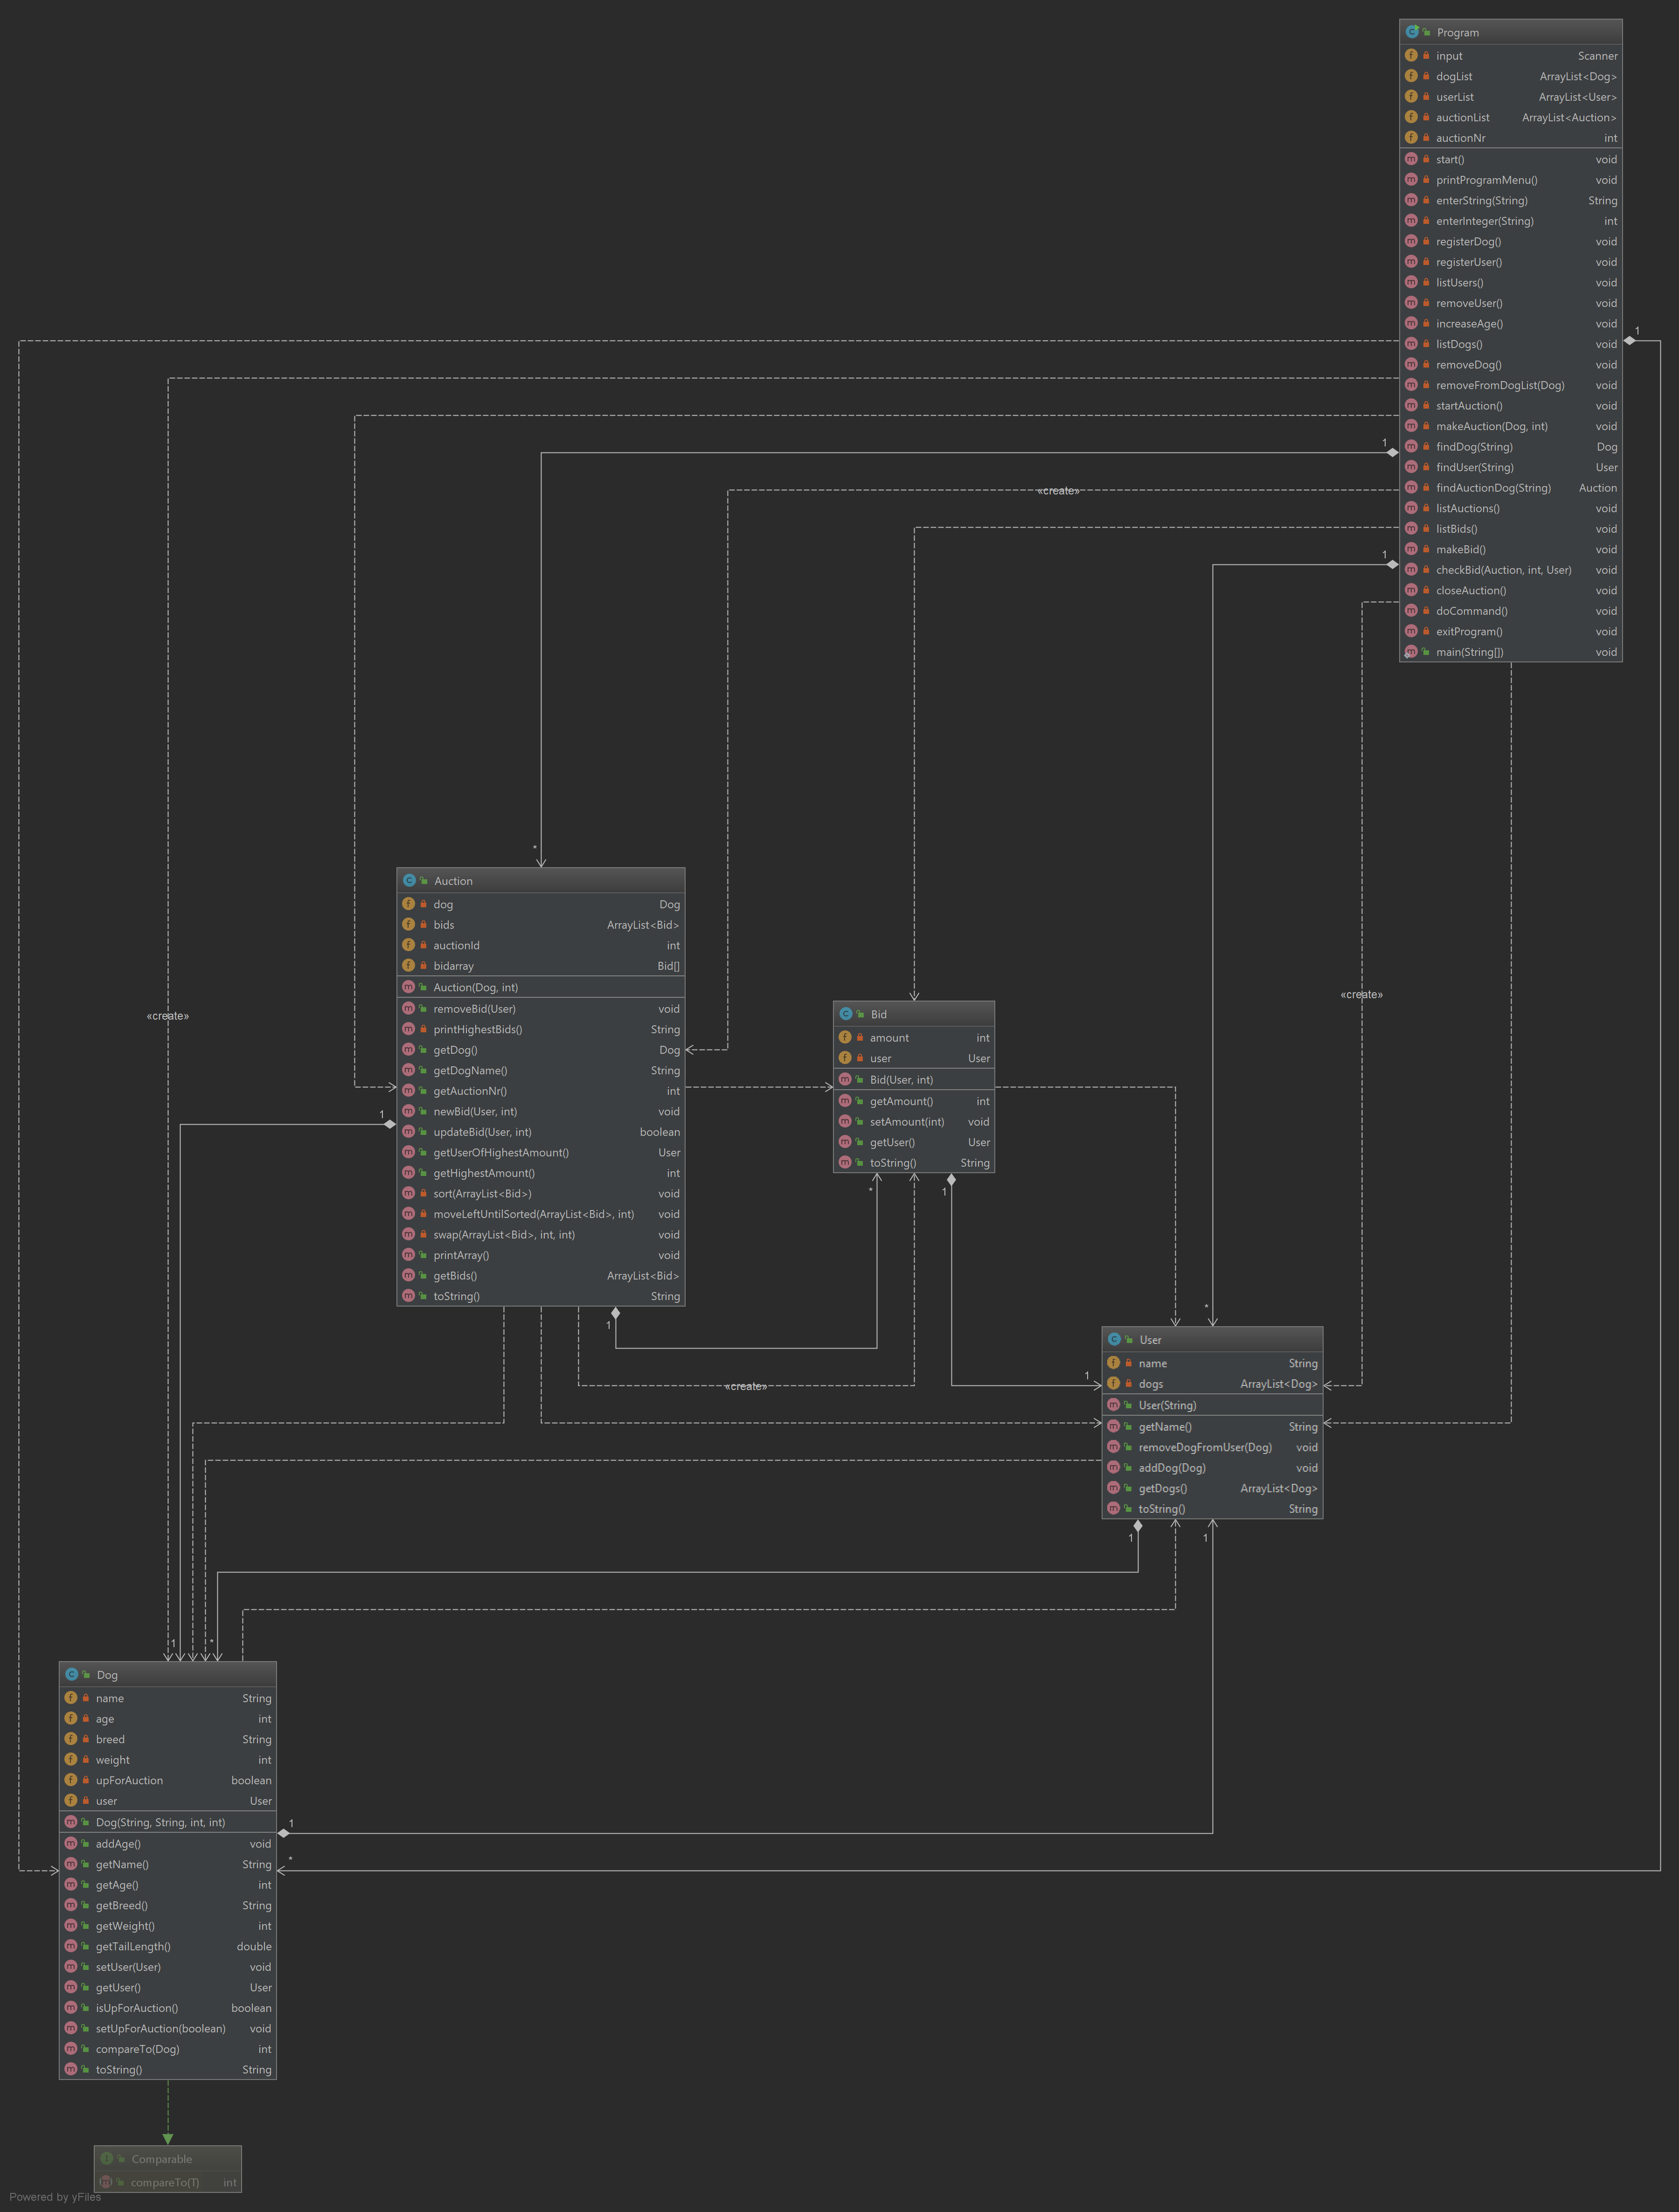 Program
input Scanner
dogList ArrayList<Dog>
userList ArrayList<User>
auctionList ArrayList<Auction>
auctionNr int
start() void
printProgramMenu() void
enterString(String) String
enterInteger(String) int
registerDog() void
registerUser() void
listUsers() void
removeUser() void
increaseAge() void
listDogs() void
removeDog() void
removeFromDogList(Dog) void
startAuction() void
makeAuction(Dog, int) void
findDog(String) Dog
findUser(String) User
findAuctionDog(String) Auction
listAuctions() void
listBids() void
makeBid() void
checkBid(Auction, int, User) void
closeAuction() void
doCommand() void
exitProgram() void
main(String[]) void
1
1
«create»
1
*
Auction
dog Dog
bids ArrayList<Bid>
auctionId int
bidarray Bid[]
Auction(Dog, int)
removeBid(User) void
printHighestBids() String
getDog() Dog
getDogName() String
getAuctionNr() int
newBid(User, int) void
updateBid(User, int) boolean
getUserOfHighestAmount() User
getHighestAmount() int
sort(ArrayList<Bid>) void
moveLeftUntilSorted(ArrayList<Bid>, int) void
swap(ArrayList<Bid>, int, int) void
printArray() void
getBids() ArrayList<Bid>
toString() String
«create»
«create»
1
Bid
amount int
user User
Bid(User, int)
getAmount() int
setAmount(int) void
getUser() User
toString() String
*
1
1
*
«create»
1
User
name String
dogs ArrayList<Dog>
User(String)
getName() String
removeDogFromUser(Dog) void
addDog(Dog) void
getDogs() ArrayList<Dog>
toString() String
1
1
1
*
Dog
name String
age int
breed String
weight int
upForAuction boolean
user User
Dog(String, String, int, int)
addAge() void
getName() String
getAge() int
getBreed() String
getWeight() int
getTailLength() double
setUser(User) void
getUser() User
isUpForAuction() boolean
setUpForAuction(boolean) void
compareTo(Dog) int
toString() String
1
*
Comparable
compareTo(T) int
Powered by yFiles